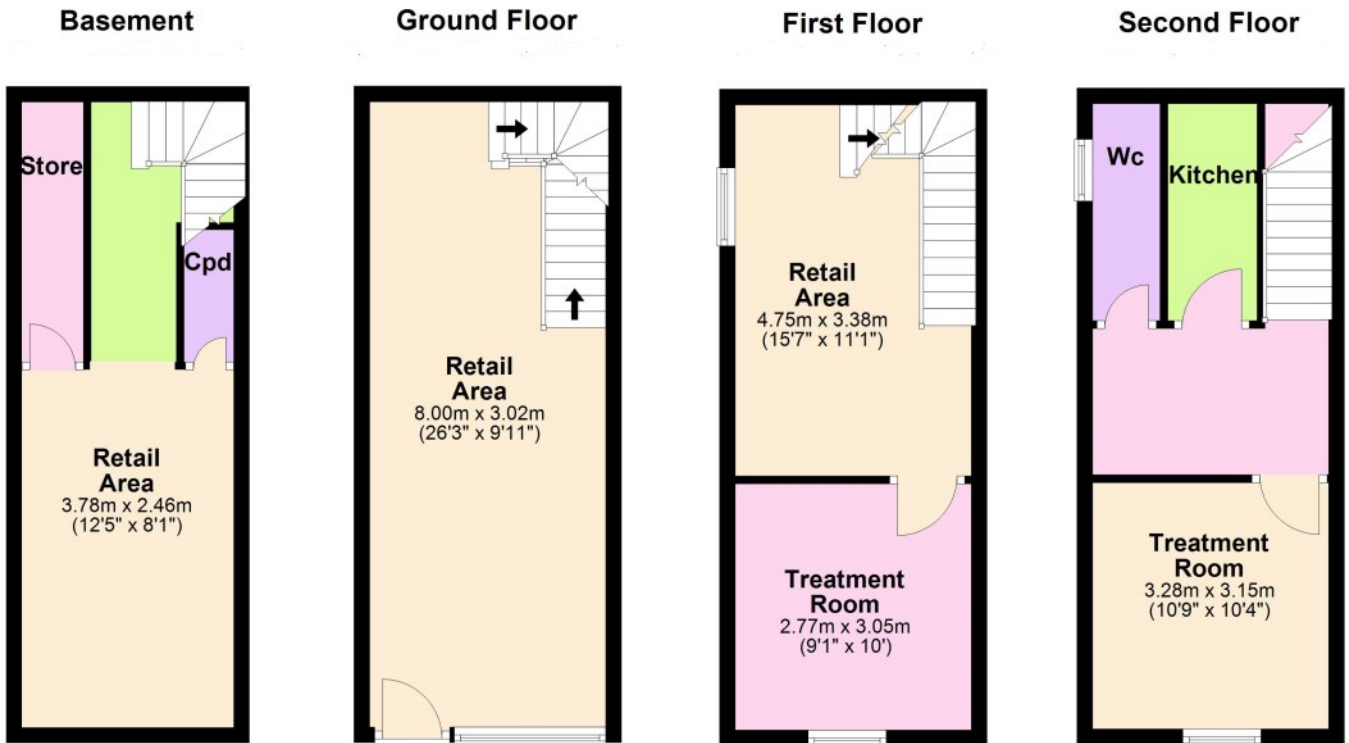 Basement
Store
Cpd
Retail
Area
3.78m x 2.46m
(12'5" x 8'1")
Ground Floor
Retail
Area
8.00m x 3.02m
(26'3" x 9'11")
First Floor
Retail
Area
4.75m x 3.38m
(15'7" x 11'1")
Treatment
Room
2.77m x 3.05m
(9'1" x 10')
Second Floor
Wc
Kitchen
Treatment
Room
3.28m x 3.15m
(10'9" x 10'4")